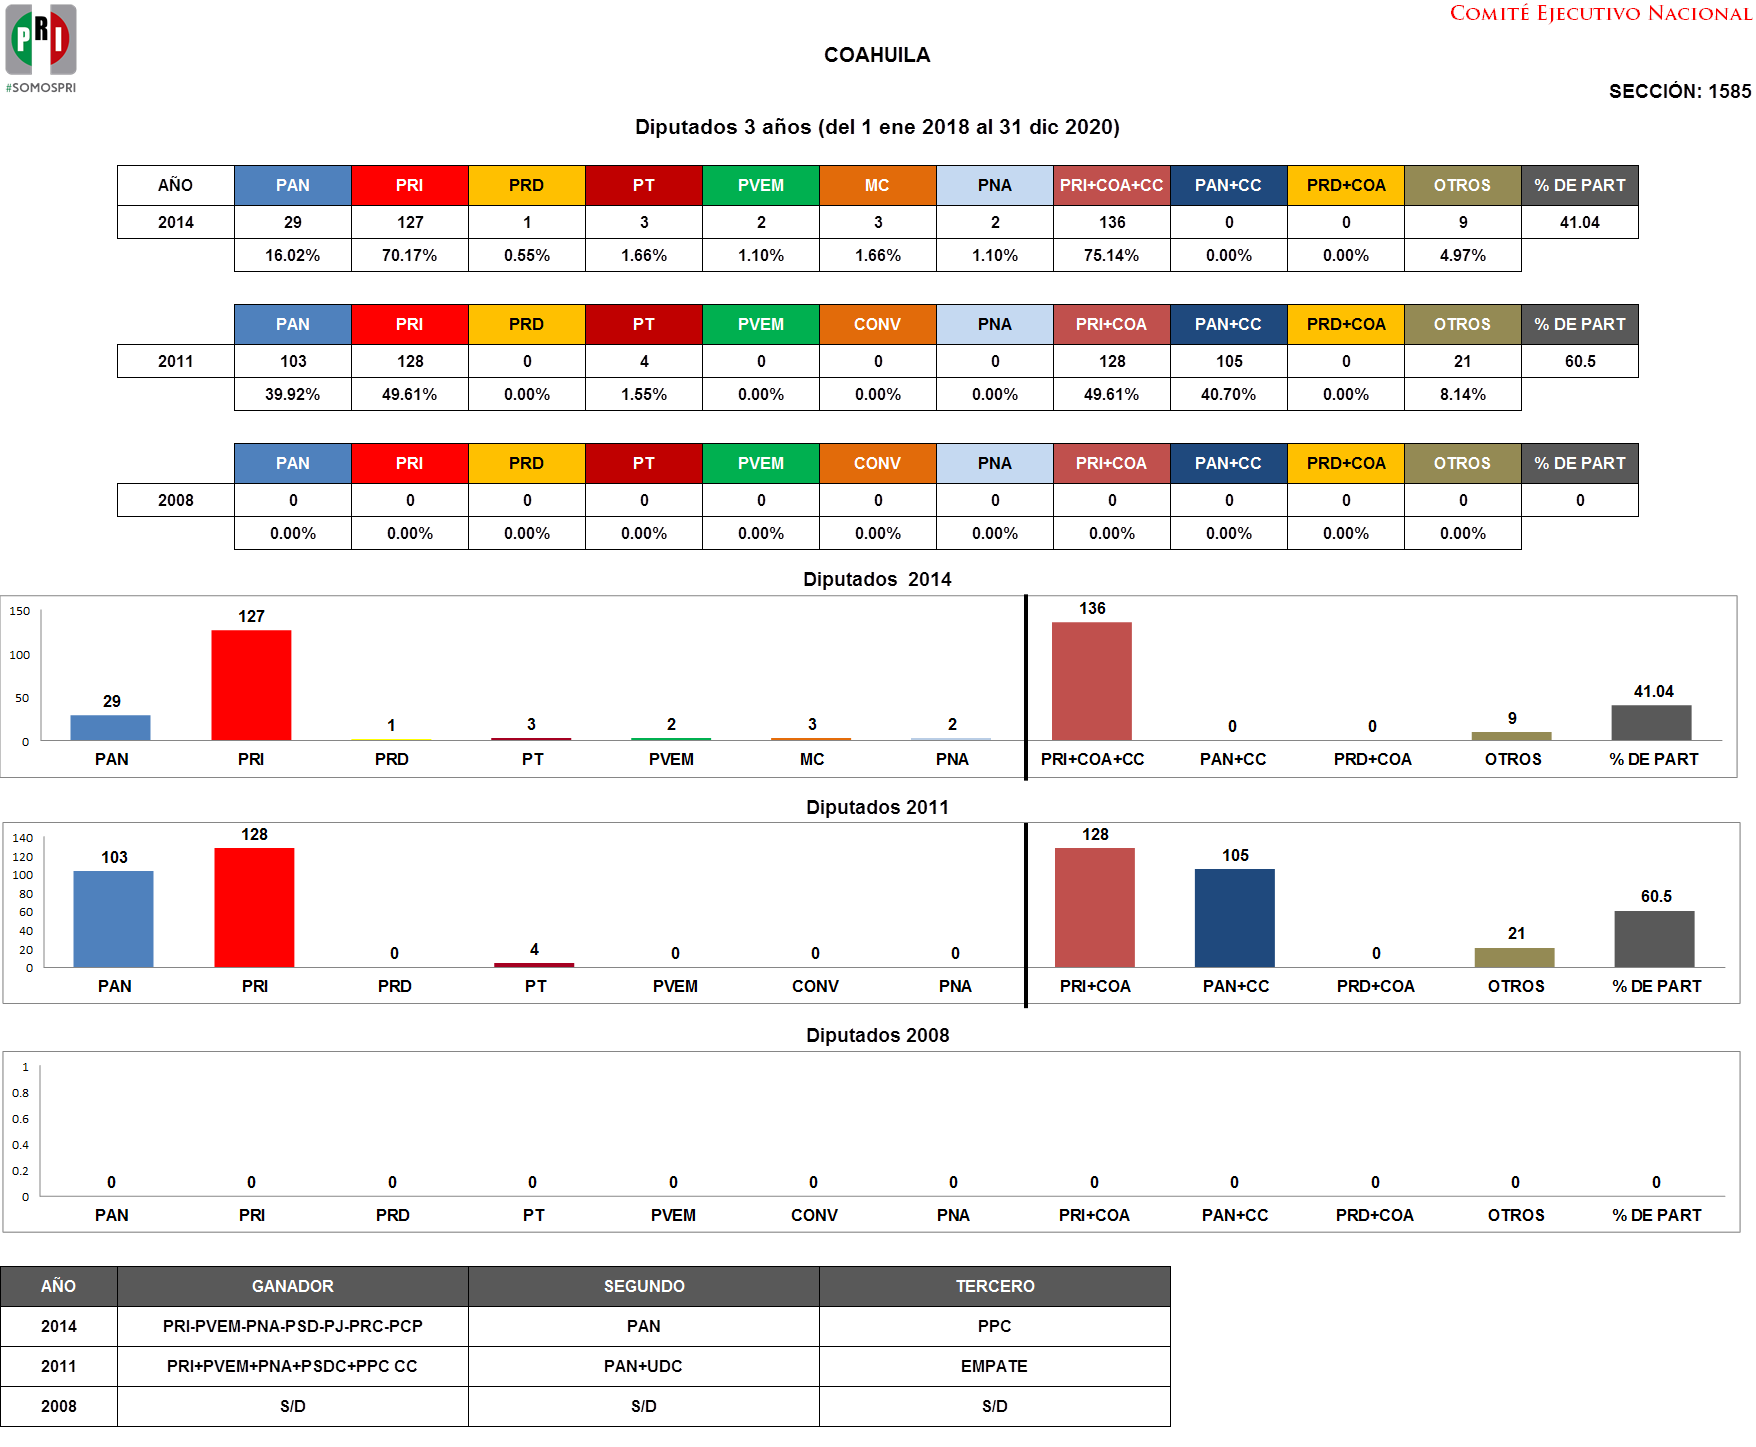 PRI
#SOMOSPRI
COMITÉ EJECUTIVO NACIONAL
COAHUILA
SECCIÓN: 1585
Diputados 3 años (del 1 ene 2018 al 31 dic 2020)
AÑO PAN PRI PRD PT PVEM MC PNA PRI+COA+CC PAN+CC PRD+COA OTROS % DE PART
2014 29 127 1 3 2 3 2 136 0 0 9 41.04
16.02% 70.17% 0.55% 1.66% 1.10% 1.66% 1.10% 75.14% 0.00% 0.00% 4.97%
PAN PRI PRD PT PVEM CONV PNA PRI+COA PAN+CC PRD+COA OTROS % DE PART
2011 103 128 0 4 0 0 0 128 105 0 21 60.5
39.92% 49.61% 0.00% 1.55% 0.00% 0.00% 0.00% 49.61% 40.70% 0.00% 8.14%
PAN PRI PRD PT PVEM CONV PNA PRI+COA PAN+CC PRD+COA OTROS % DE PART
2008 0 0 0 0 0 0 0 0 0 0 0 0
0.00% 0.00% 0.00% 0.00% 0.00% 0.00% 0.00% 0.00% 0.00% 0.00% 0.00%
Diputados 2014
150
100
50
0
29 127 1 3 2 3 2 136 0 0 9 41.04
PAN PRI PRD PT PVEM MC PNA PRI+COA+CC PAN+CC PRD+COA OTROS % DE PART
Diputados 2011
140
120
100
80
60
40
20
0
103 128 0 4 0 0 0 128 105 0 21 60.5
PAN PRI PRD PT PVEM CONV PNA PRI+COA PAN+CC PRD+COA OTROS % DE PART
Diputados 2008
1
0.8
0.6
0.4
0.2
0
0 0 0 0 0 0 0 0 0 0 0 0
PAN PRI PRD PT PVEM CONV PNA PRI+COA PAN+CC PRD+COA OTROS % DE PART
AÑO GANADOR SEGUNDO TERCERO
2014 PRI-PVEM-PNA-PSD-PJ-PRC-PCP PAN PPC
2011 PRI+PVEM+PNA+PSDC+PPC CC PAN+UDC EMPATE
2008 S/D S/D S/D